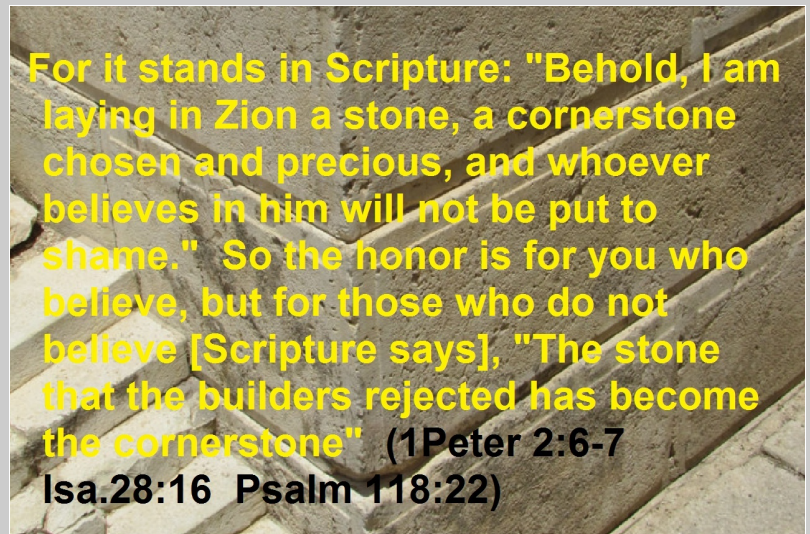 For it stands in Scripture: "Behold, I am
laying in Zion a stone, a cornerstone
chosen and precious, and whoever
believes in him will not be put to
shame."  So the honor is for you who
believe, but for those who do not
believe [Scripture says], "The stone
that the builders rejected has become
the cornerstone"  (1Peter 2:6-7
Isa.28:16  Psalm 118:22)